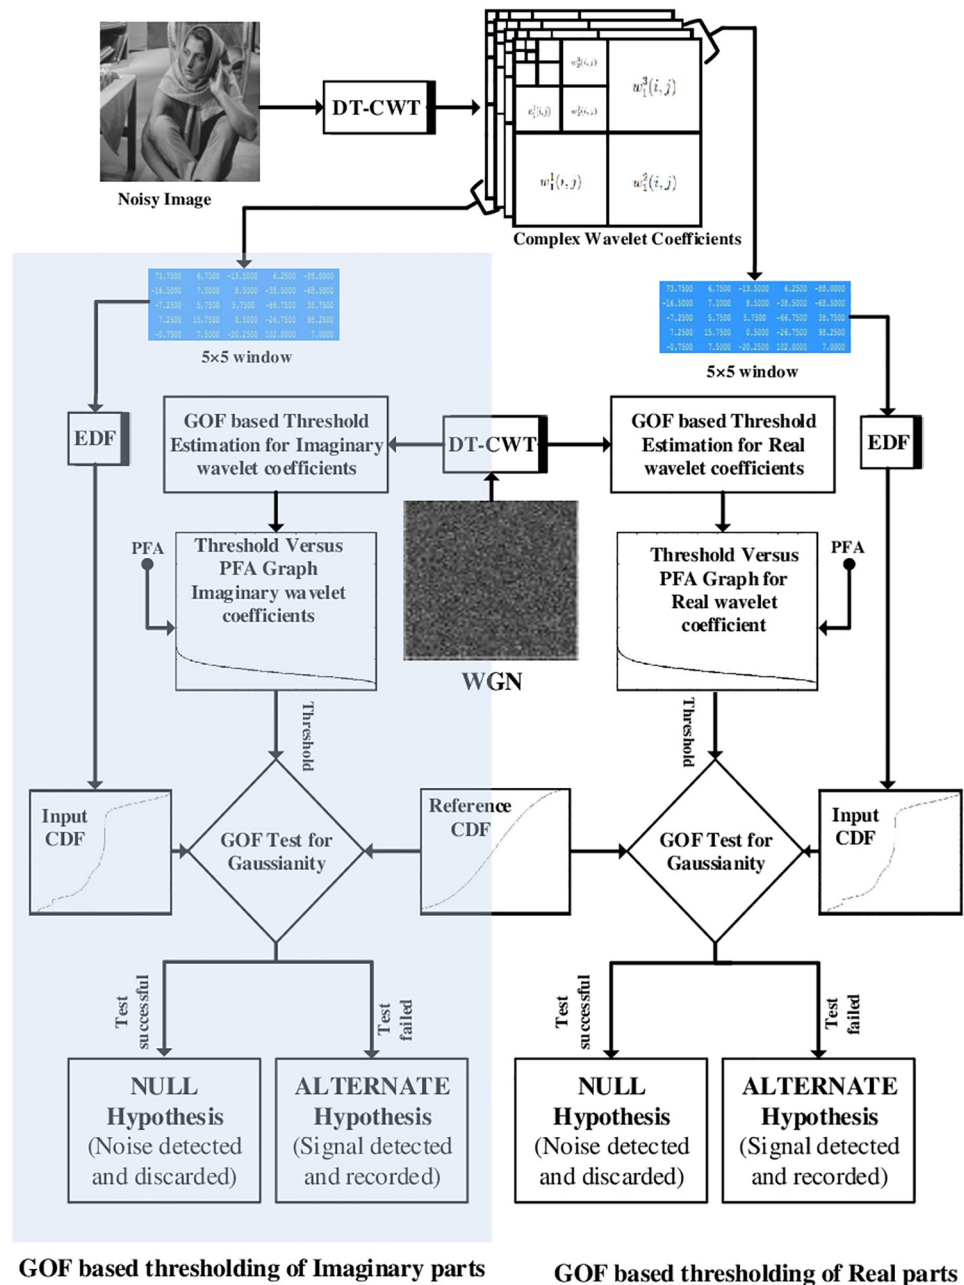 DT-CWT
w₂³(i,j)
w₁³(i,j)
w₂²(i,j)
w₁¹(i,j)
w₁²(i,j)
Noisy Image
Complex Wavelet Coefficients
73.7500 6.7500 -13.5000 6.2500 -88.0000
-16.5000 7.0000 8.5000 -38.5000 -68.5000
-7.2500 5.7500 5.7500 -66.7500 38.7500
7.2500 15.7500 0.5000 -26.7500 98.2500
-0.7500 7.5000 -20.2500 102.0000 7.0000
5×5 window
73.7500 6.7500 -13.5000 6.2500 -88.0000
-16.5000 7.0000 8.5000 -38.5000 -68.5000
-7.2500 5.7500 5.7500 -66.7500 38.7500
7.2500 15.7500 0.5000 -26.7500 98.2500
-0.7500 7.5000 -20.2500 102.0000 7.0000
5×5 window
EDF
GOF based Threshold
Estimation for Imaginary
wavelet coefficients
DT-CWT
GOF based Threshold
Estimation for Real
wavelet coefficients
EDF
PFA
Threshold Versus
PFA Graph
Imaginary wavelet
coefficients
WGN
Threshold Versus
PFA Graph for
Real wavelet
coefficient
PFA
Threshold
Threshold
Input
CDF
GOF Test for
Gaussianity
Reference
CDF
GOF Test for
Gaussianity
Input
CDF
Test
successful
Test
failed
Test
successful
Test
failed
NULL
Hypothesis
(Noise detected
and discarded)
ALTERNATE
Hypothesis
(Signal detected
and recorded)
NULL
Hypothesis
(Noise detected
and discarded)
ALTERNATE
Hypothesis
(Signal detected
and recorded)
GOF based thresholding of Imaginary parts
GOF based thresholding of Real parts